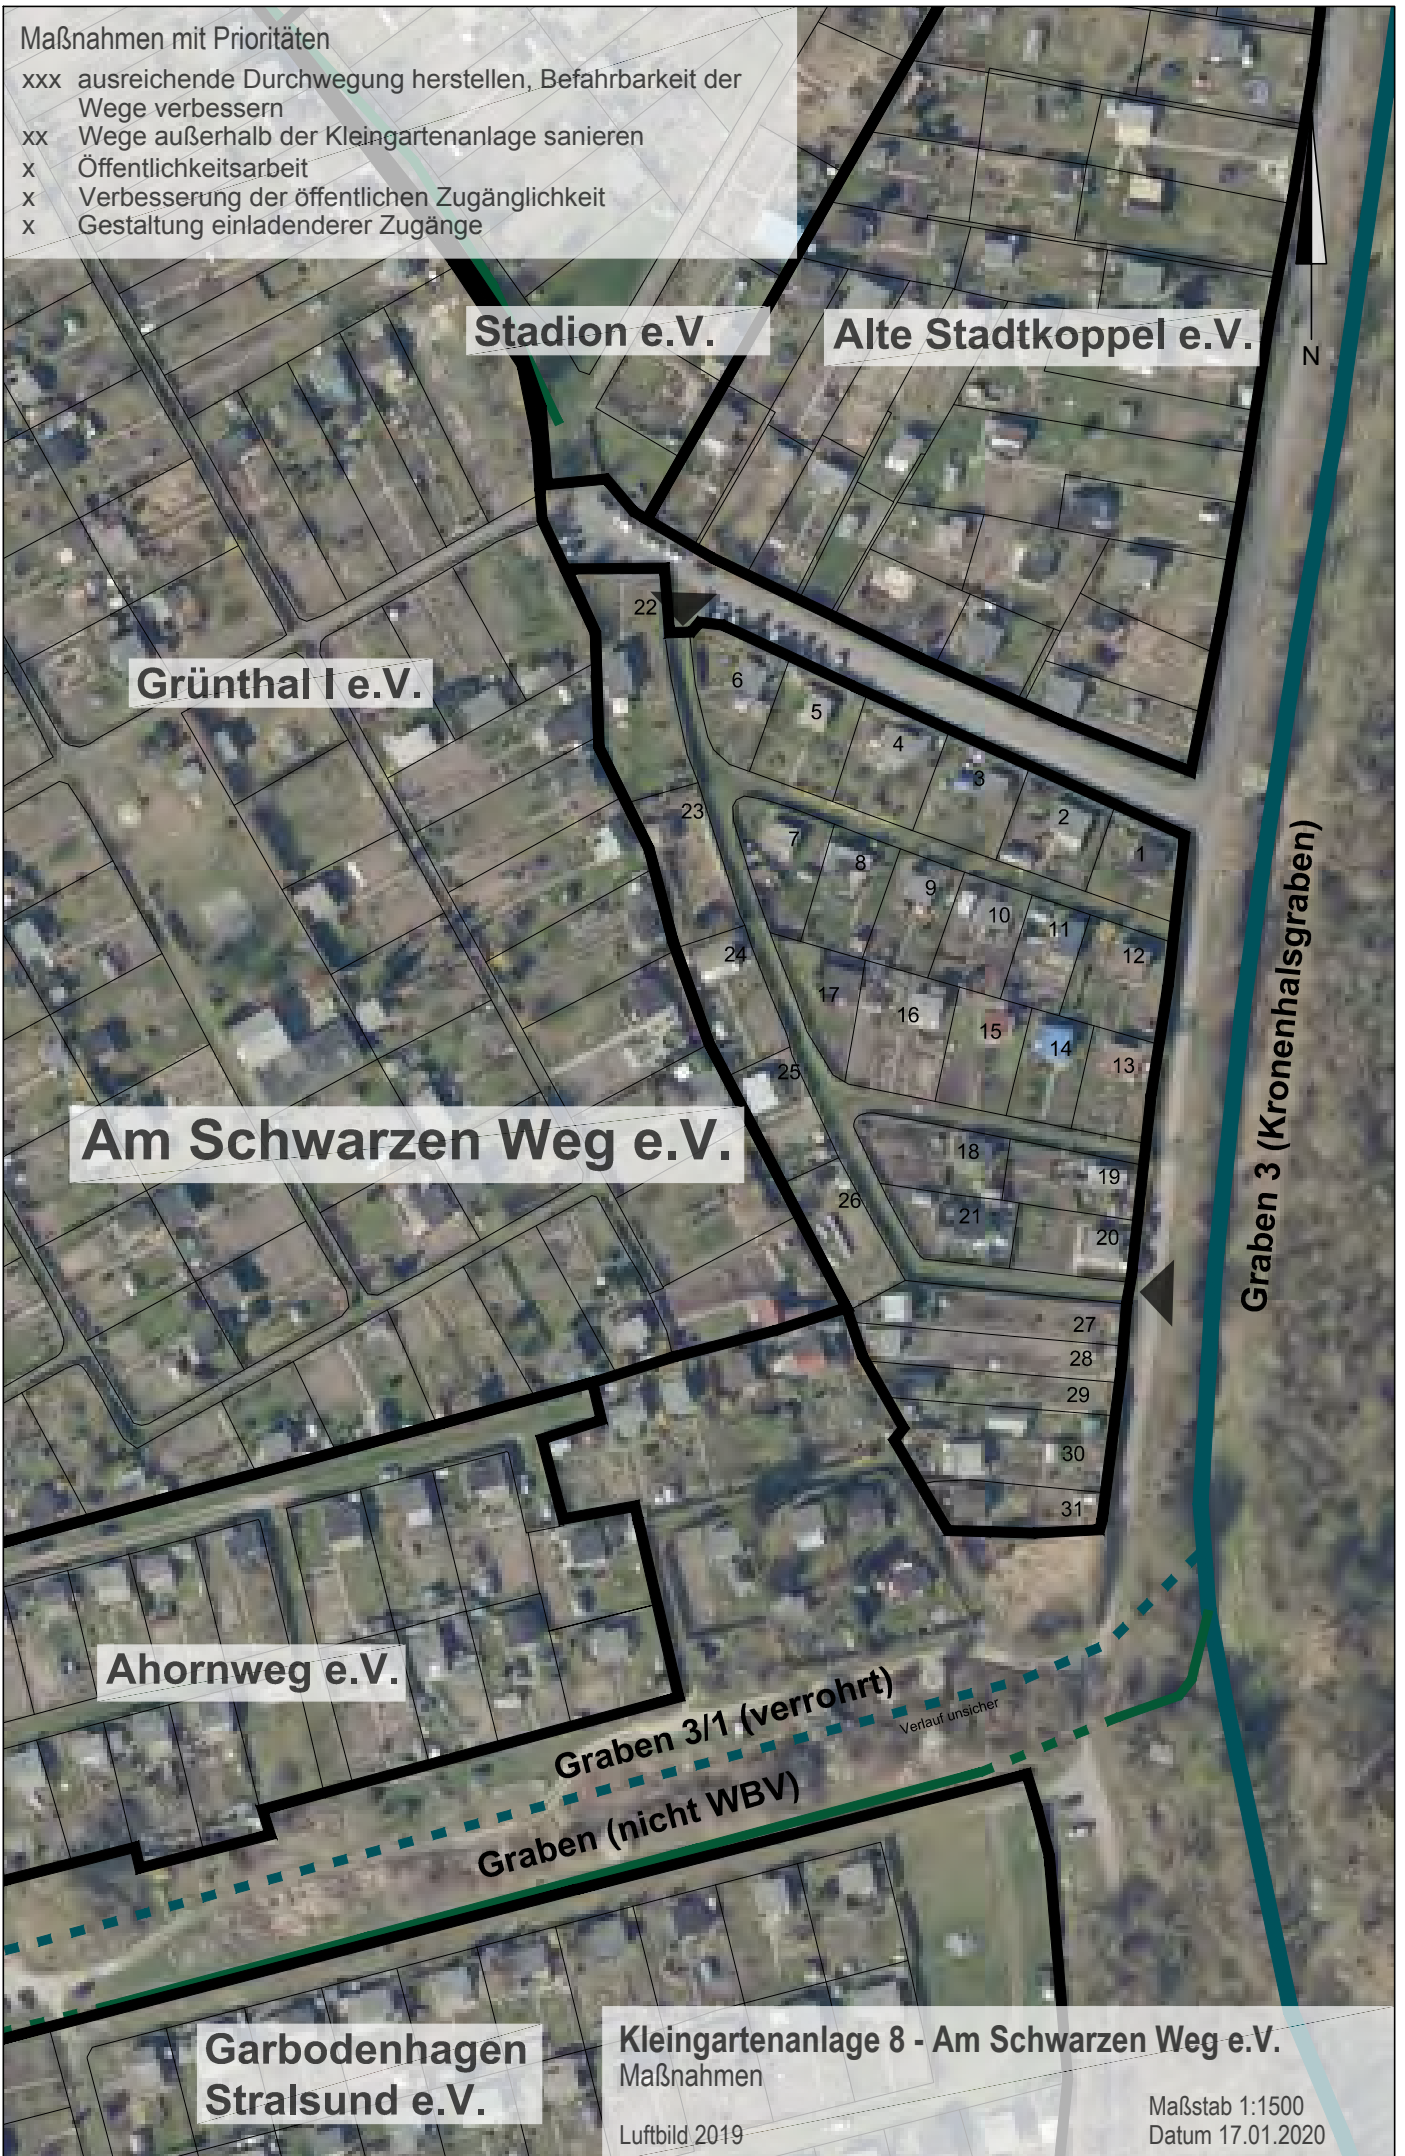 Maßnahmen mit Prioritäten
xxx ausreichende Durchwegung herstellen, Befahrbarkeit der
Wege verbessern
xx Wege außerhalb der Kleingartenanlage sanieren
x Öffentlichkeitsarbeit
x Verbesserung der öffentlichen Zugänglichkeit
x Gestaltung einladenderer Zugänge
Stadion e.V.
Alte Stadtkoppel e.V.
N
22
Grünthal I e.V.
6
5
4
3
2
1
23
7
8
9
10
11
12
24
17
16
15
14
13
25
Graben 3 (Kronenhalsgraben)
Am Schwarzen Weg e.V.
18
19
26
21
20
27
28
29
30
31
Ahornweg e.V.
Graben 3/1 (verrohrt)
Verlauf unsicher
Graben (nicht WBV)
Garbodenhagen
Stralsund e.V.
Kleingartenanlage 8 - Am Schwarzen Weg e.V.
Maßnahmen
Maßstab 1:1500
Luftbild 2019
Datum 17.01.2020